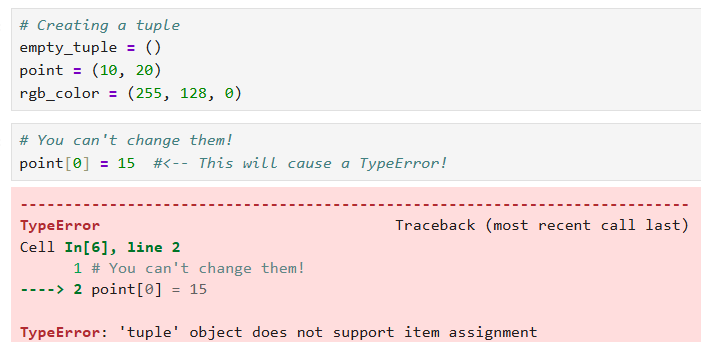 # Creating a tuple
empty_tuple = ()
point = (10, 20)
rgb_color = (255, 128, 0)
# You can't change them!
point[0] = 15  #<-- This will cause a TypeError!
---------------------------------------------------------------------------
TypeError                                 Traceback (most recent call last)
Cell In[6], line 2
      1 # You can't change them!
----> 2 point[0] = 15

TypeError: 'tuple' object does not support item assignment